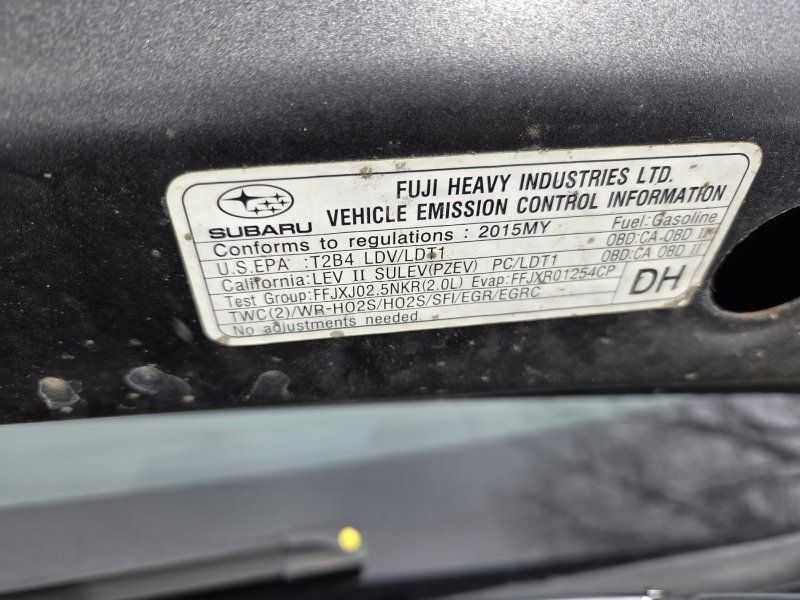 SUBARU
FUJI HEAVY INDUSTRIES LTD.
VEHICLE EMISSION CONTROL INFORMATION
Conforms to regulations : 2015MY Fuel:Gasoline
U.S.EPA :T2B4 LDV/LDT1 OBD:CA OBD II
California:LEV II SULEV(PZEV) PC/LDT1 OBD:CA OBD II
Test Group:FFJXJ02.5NKR(2.0L) Evap:FFJXR01254CP
TWC(2)/WR-HO2S/HO2S/SFI/EGR/EGRC
No adjustments needed.
DH